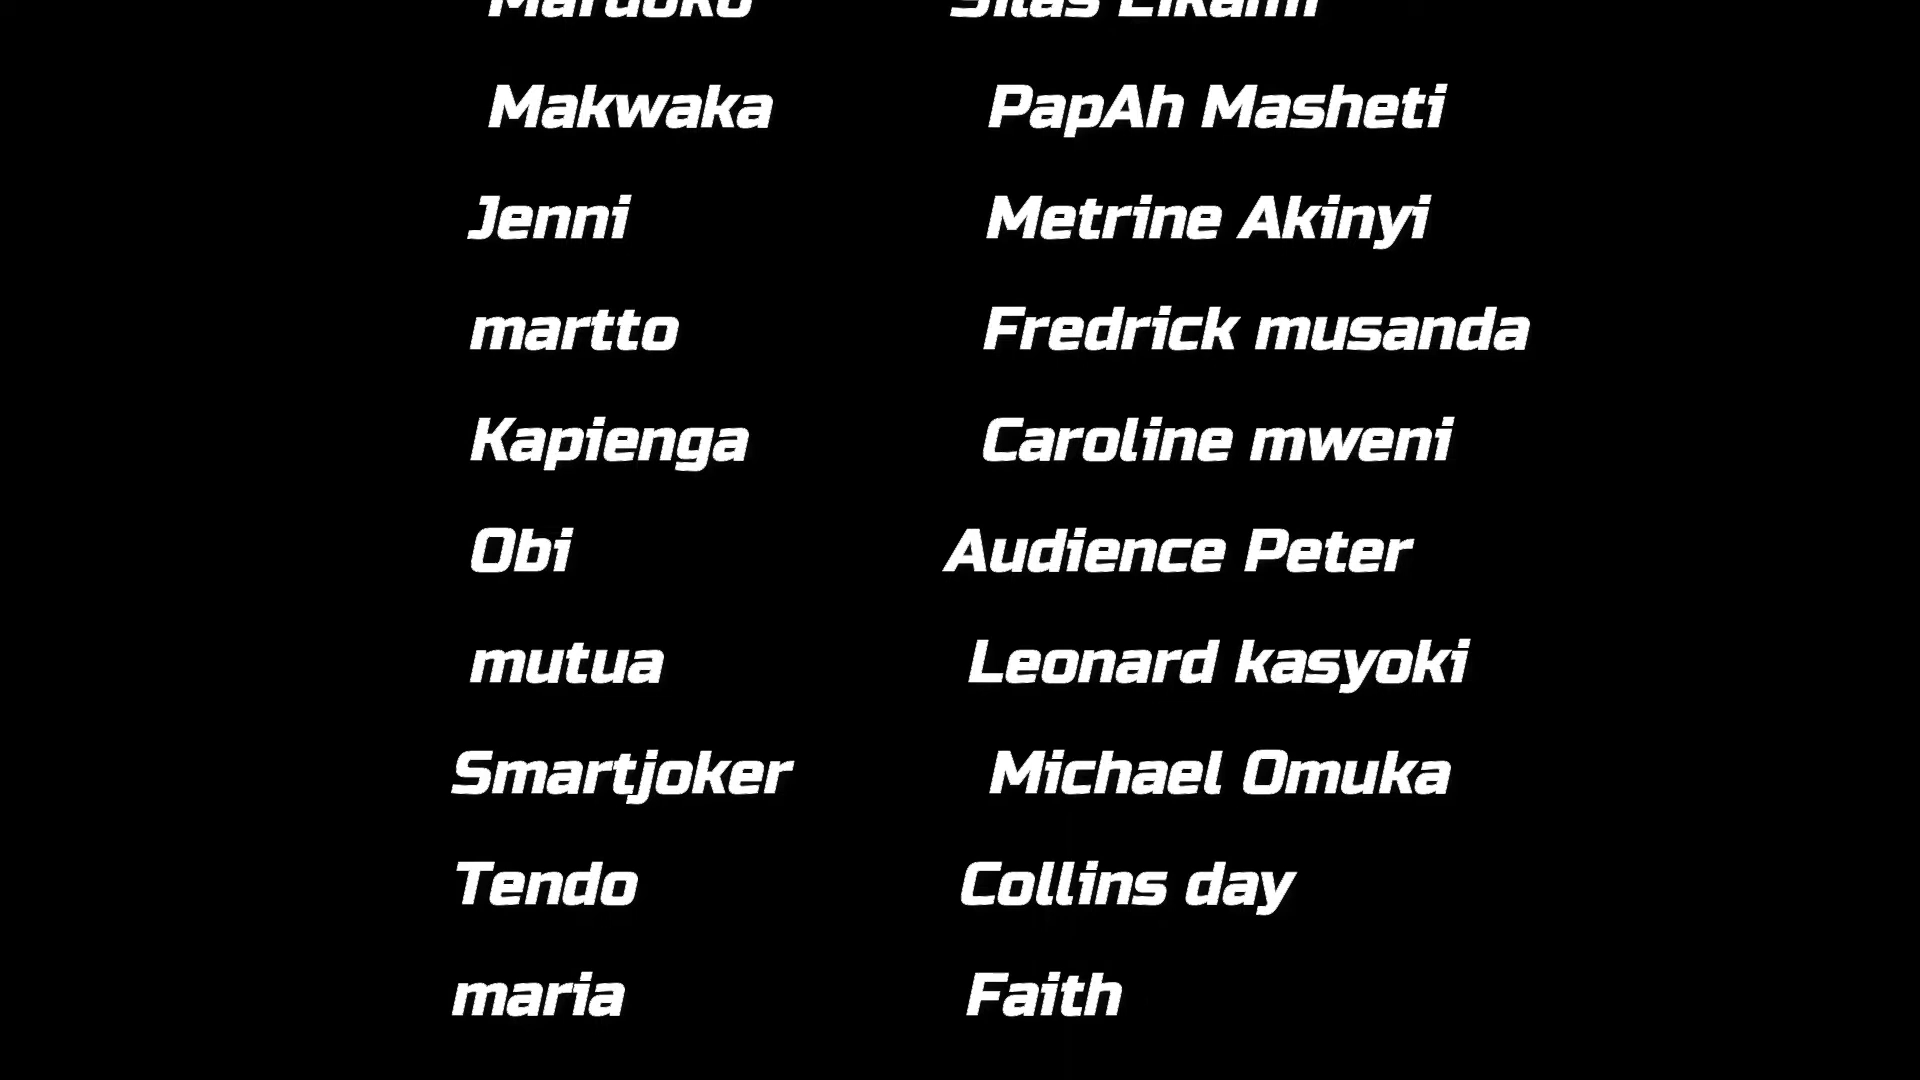 Makwaka PapAh Masheti
Jenni Metrine Akinyi
martto Fredrick musanda
Kapienga Caroline mweni
Obi Audience Peter
mutua Leonard kasyoki
Smartjoker Michael Omuka
Tendo Collins day
maria Faith